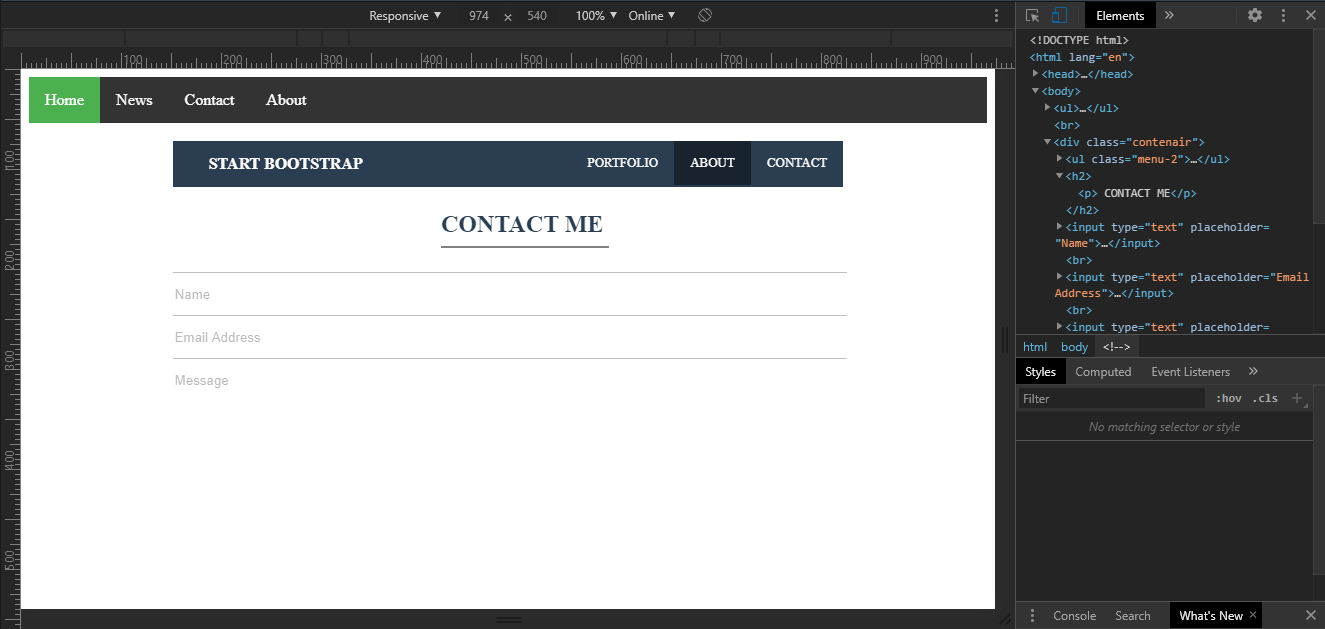 Responsive ▼ 974 × 540 100% ▼ Online ▼
Elements »
100 200 300 400 500 600 700 800 900
100
200
300
400
500
Home News Contact About
START BOOTSTRAP PORTFOLIO ABOUT CONTACT
CONTACT ME
Name
Email Address
Message
<!DOCTYPE html>
<html lang="en">
<head>…</head>
<body>
<ul>…</ul>
<br>
<div class="contenair">
<ul class="menu-2">…</ul>
<h2>
<p> CONTACT ME</p>
</h2>
<input type="text" placeholder=
"Name">…</input>
<br>
<input type="text" placeholder="Email
Address">…</input>
<br>
<input type="text" placeholder=
html body <!-->
Styles Computed Event Listeners »
Filter :hov .cls +
No matching selector or style
Console Search What's New ×